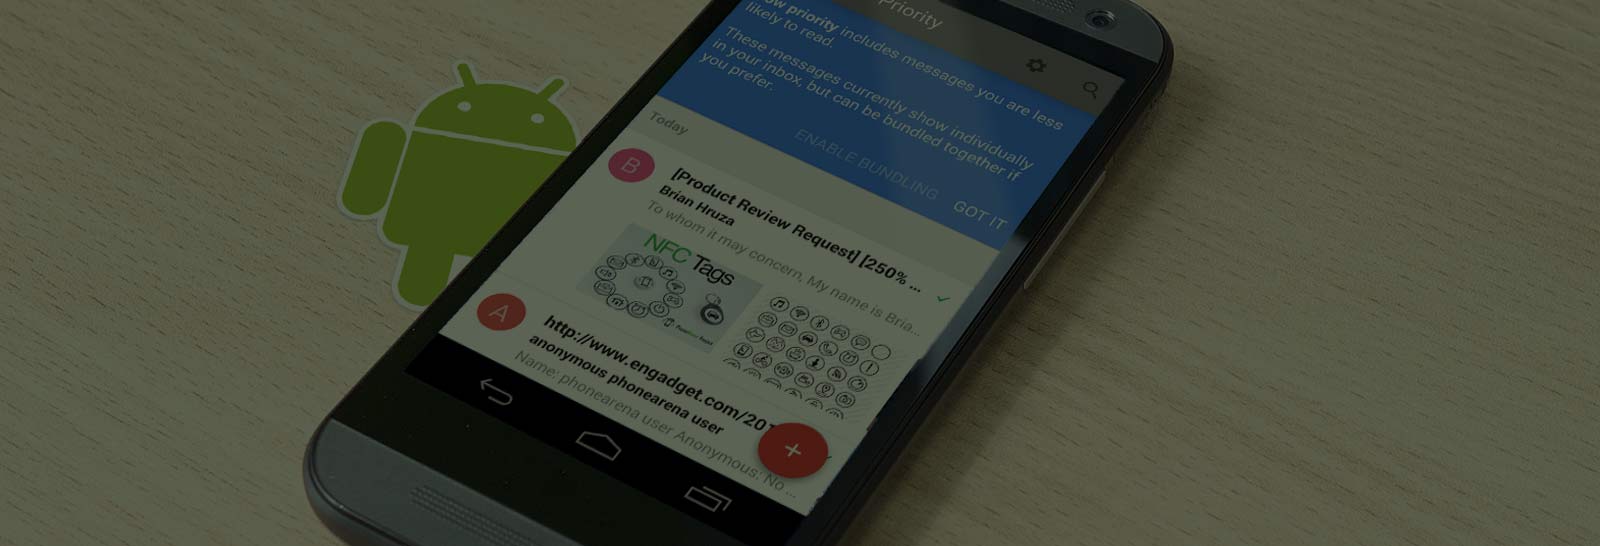 Priority
ow priority includes messages you are less
likely to read.
These messages currently show individually
in your inbox, but can be bundled together if
you prefer.
ENABLE BUNDLING GOT IT
Today
B
[Product Review Request] [250% ...
Brian Hruza
To whom it may concern, My name is Bria...
NFC Tags
A
http://www.engadget.com/201
anonymous phonearena user
Name: phonearena user Anonymous: No ...